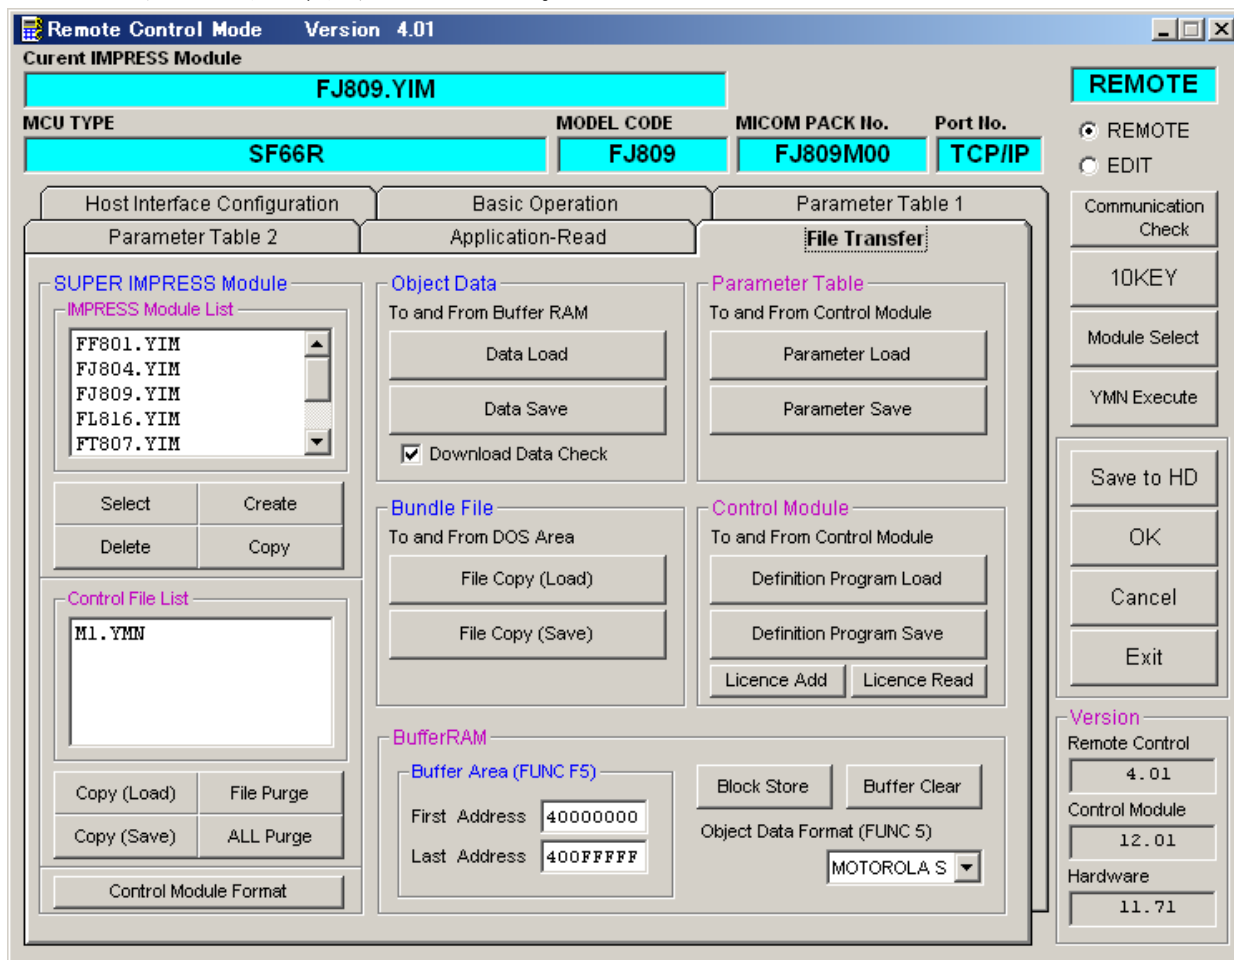 Remote Control Mode Version 4.01
Curent IMPRESS Module
FJ809.YIM
REMOTE
MCU TYPE
MODEL CODE
MICOM PACK No.
Port No.
SF66R
FJ809
FJ809M00
TCP/IP
REMOTE
EDIT
Host Interface Configuration
Basic Operation
Parameter Table 1
Parameter Table 2
Application-Read
File Transfer
SUPER IMPRESS Module
IMPRESS Module List
FF801.YIM
FJ804.YIM
FJ809.YIM
FL816.YIM
FT807.YIM
Select
Create
Delete
Copy
Control File List
M1.YMN
Copy (Load)
File Purge
Copy (Save)
ALL Purge
Control Module Format
Object Data
To and From Buffer RAM
Data Load
Data Save
Download Data Check
Parameter Table
To and From Control Module
Parameter Load
Parameter Save
Bundle File
To and From DOS Area
File Copy (Load)
File Copy (Save)
Control Module
To and From Control Module
Definition Program Load
Definition Program Save
Licence Add
Licence Read
BufferRAM
Buffer Area (FUNC F5)
First Address 40000000
Last Address 400FFFFF
Block Store
Buffer Clear
Object Data Format (FUNC 5)
MOTOROLA S
Communication
Check
10KEY
Module Select
YMN Execute
Save to HD
OK
Cancel
Exit
Version
Remote Control
4.01
Control Module
12.01
Hardware
11.71